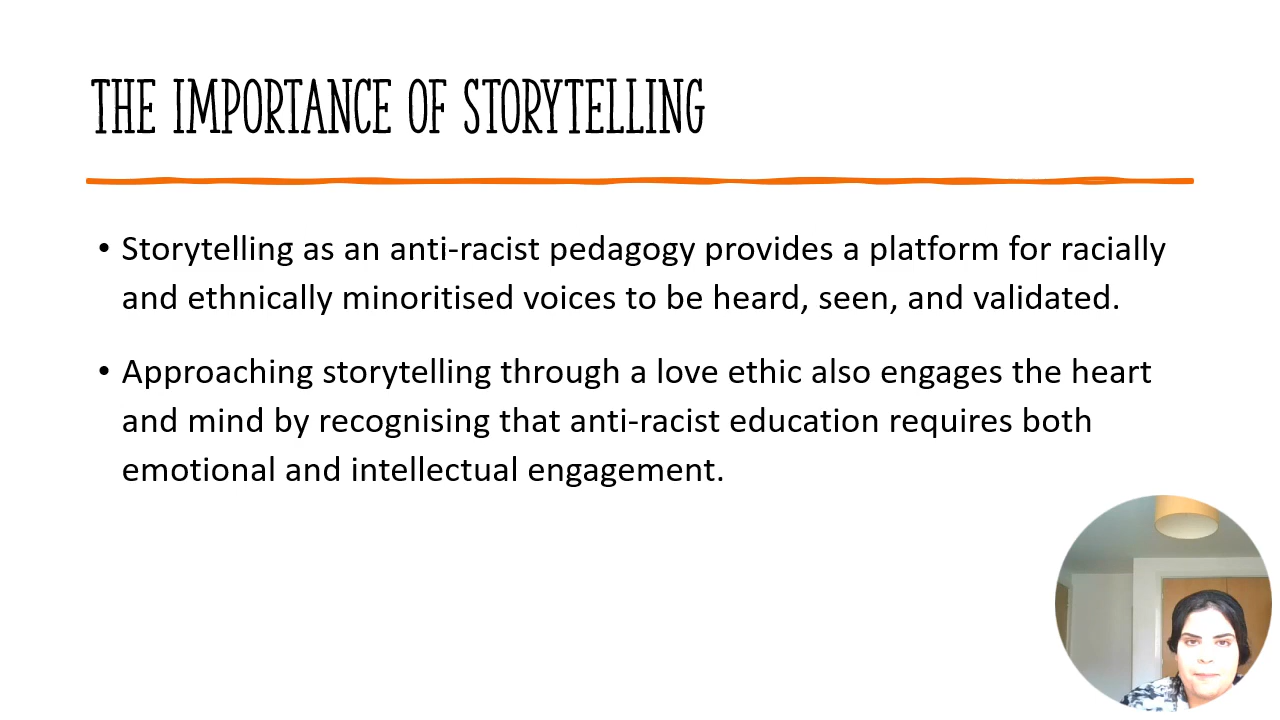 THE IMPORTANCE OF STORYTELLING
• Storytelling as an anti-racist pedagogy provides a platform for racially
and ethnically minoritised voices to be heard, seen, and validated.
• Approaching storytelling through a love ethic also engages the heart
and mind by recognising that anti-racist education requires both
emotional and intellectual engagement.